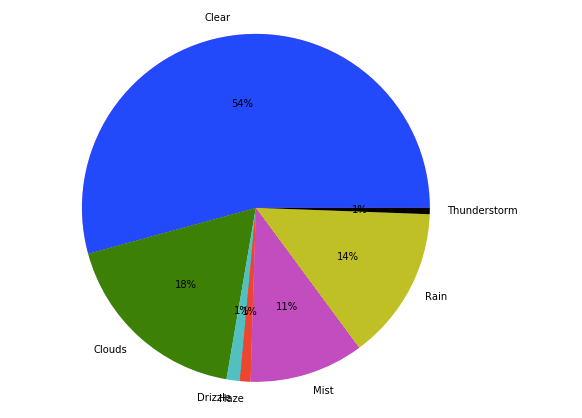 Clear
54%
1%
Thunderstorm
14%
18%
Rain
11%
1%
1%
Clouds
Mist
Drizzle
Haze